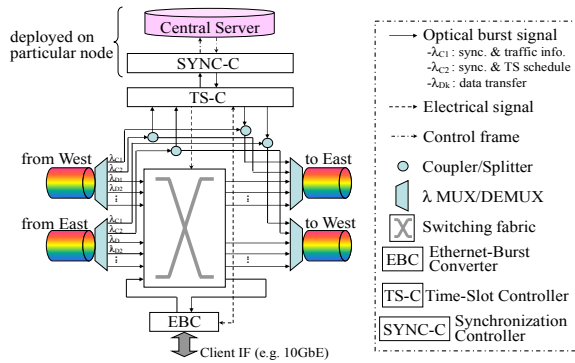 deployed on
particular node
Central Server
SYNC-C
TS-C
from West
λC1
λC2
λD1
λD2
⋮
⋮
to East
from East
λC1
λC2
λD
λD2
⋮
⋮
to West
EBC
Client IF (e.g. 10GbE)
Optical burst signal
-λC1 : sync. & traffic info.
-λC2 : sync. & TS schedule
-λDk : data transfer
Electrical signal
Control frame
Coupler/Splitter
λ MUX/DEMUX
Switching fabric
EBC Ethernet-Burst
Converter
TS-C Time-Slot Controller
SYNC-C Synchronization
Controller